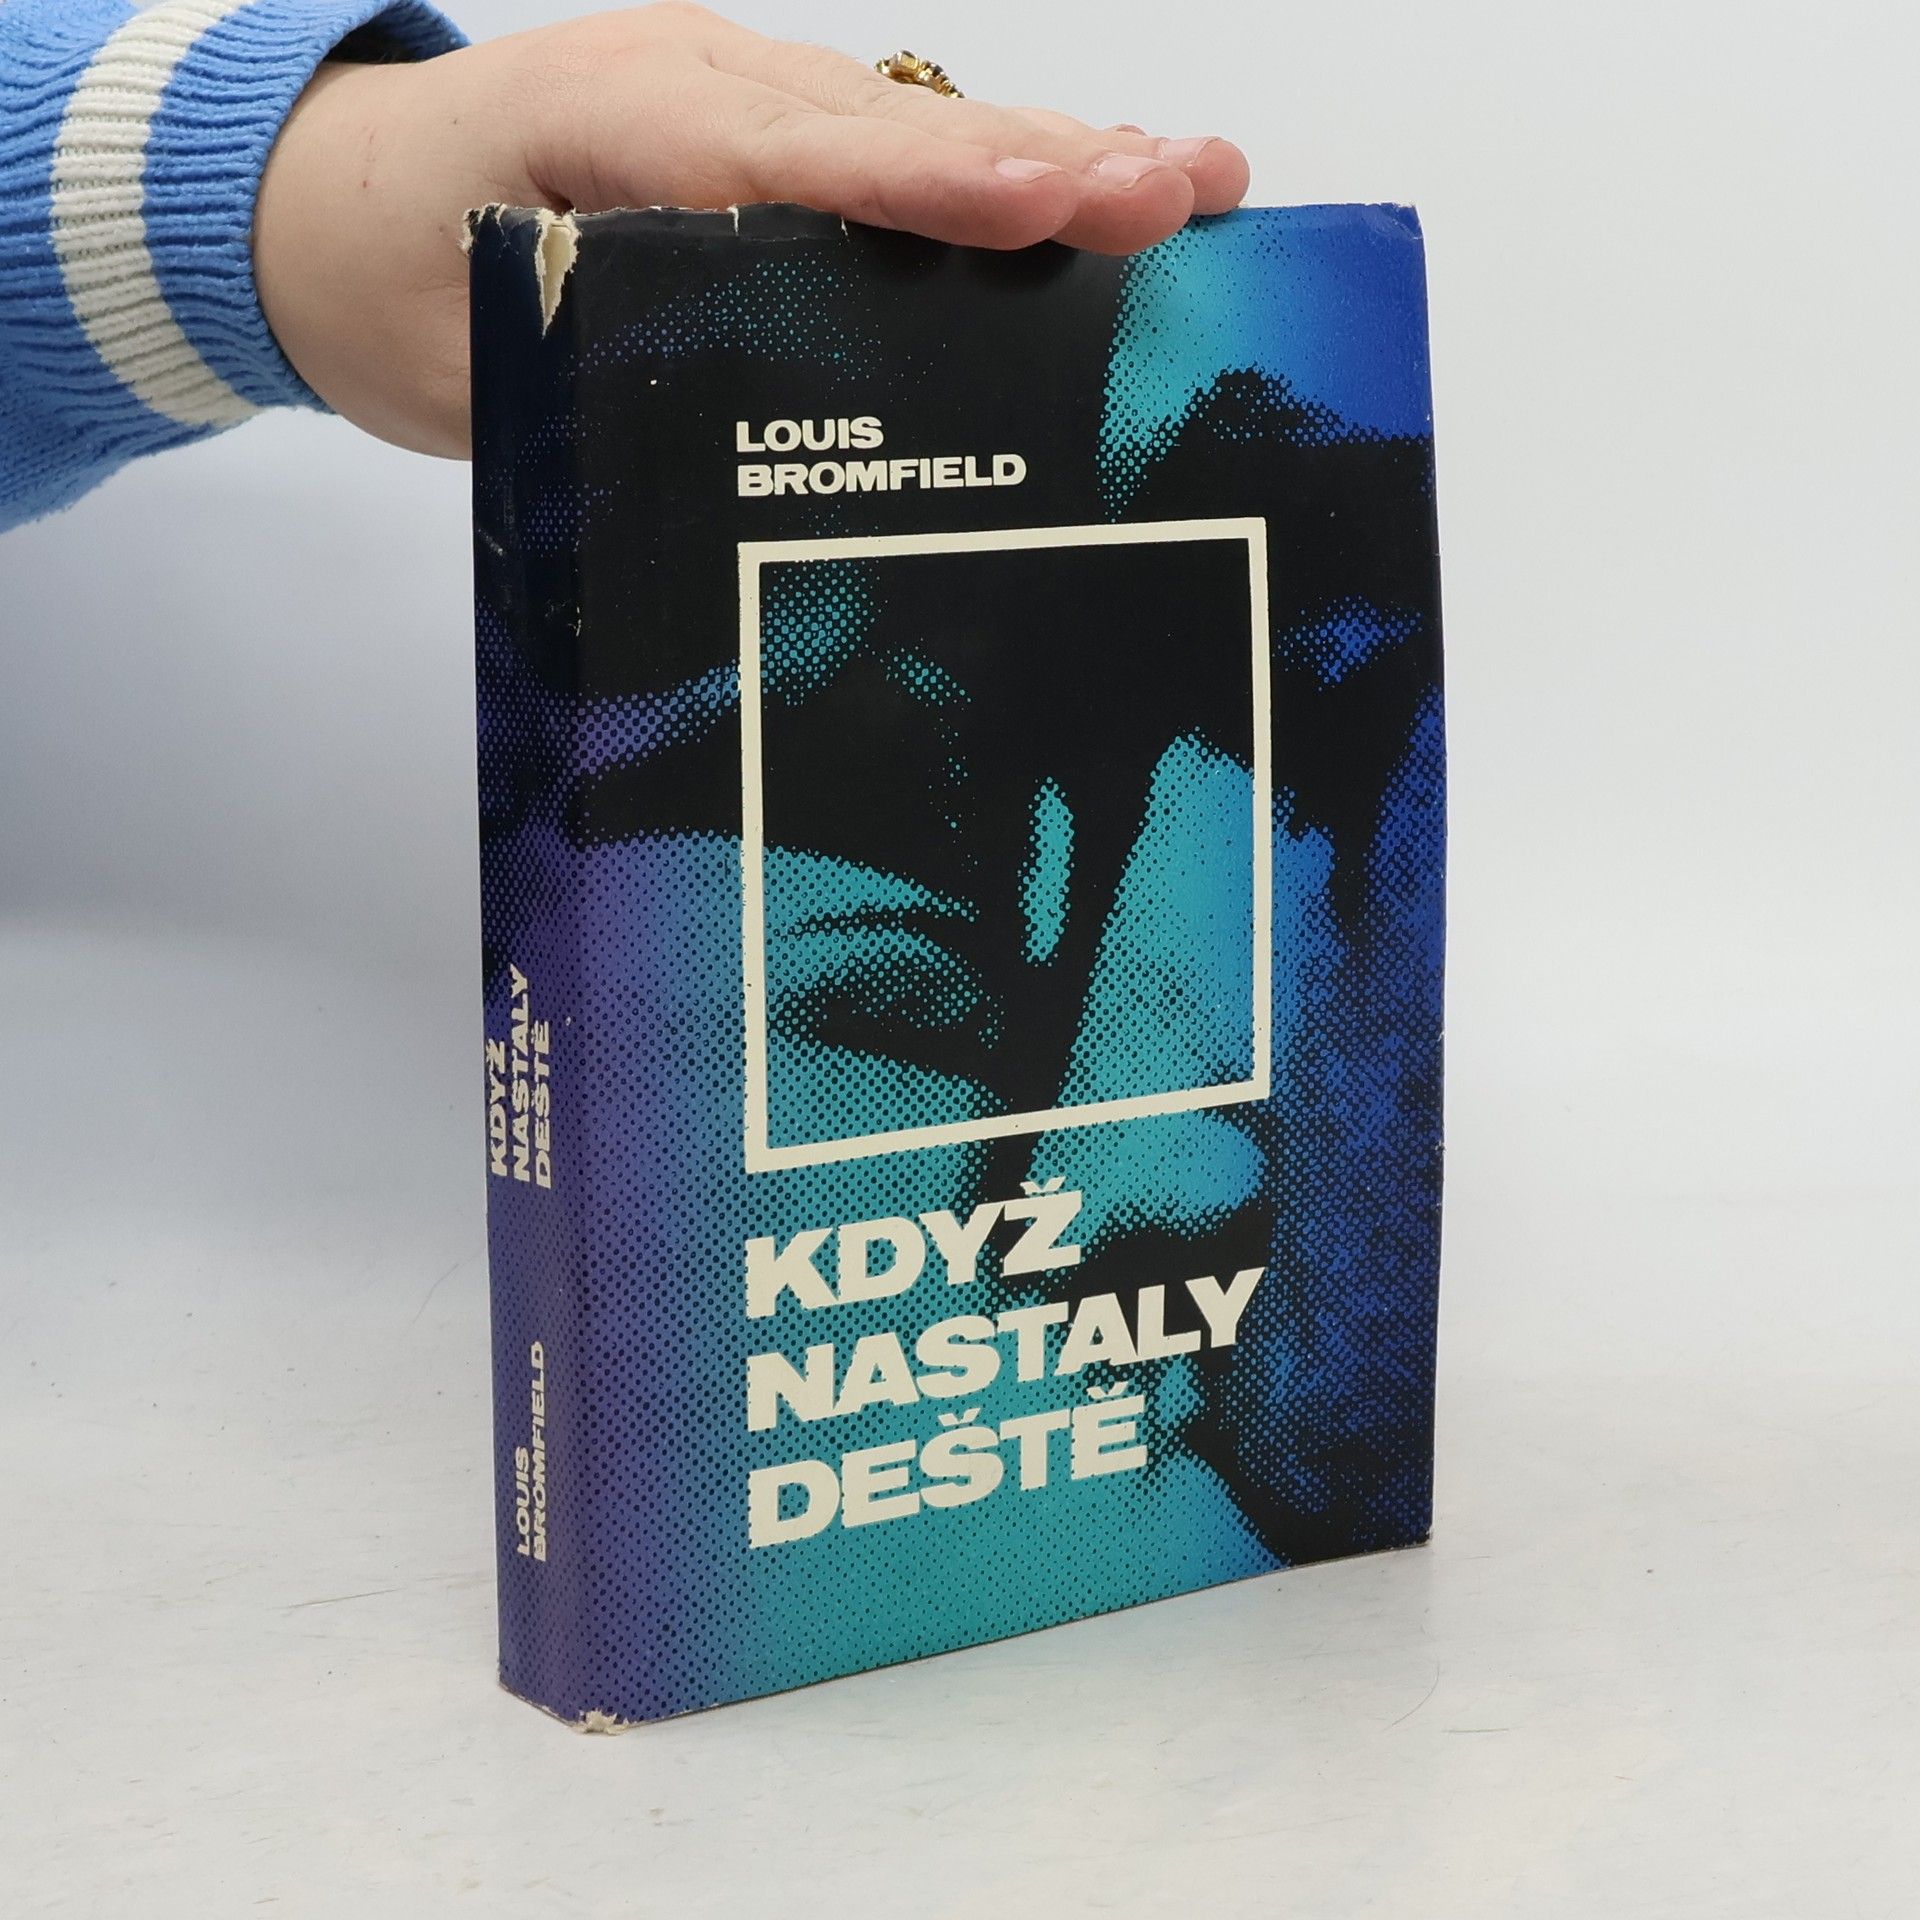 LOUIS
BROMFIELD
KDYŽ
NASTALY
DEŠTĚ
KDYŽ
NASTALY
DEŠTĚ
LOUIS
BROMFIELD